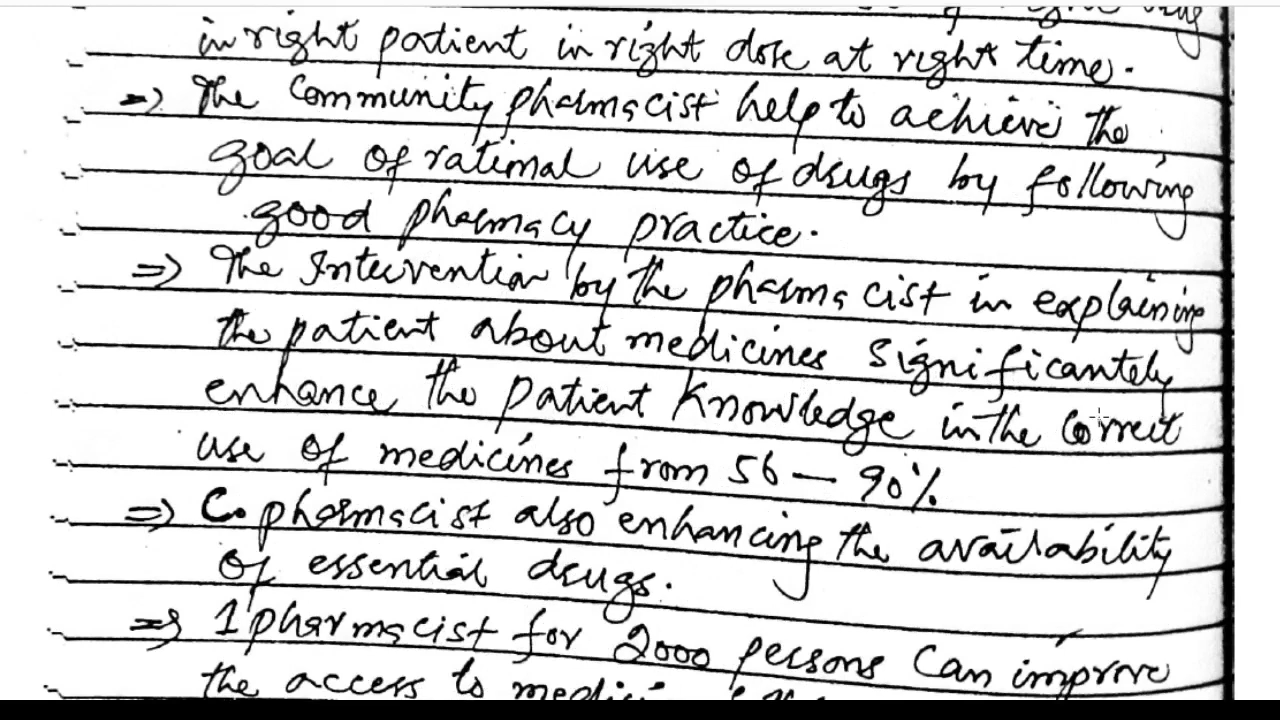 in right patient in right dose at right time.
=> The Community pharmacist help to achieve the
goal of rational use of drugs by following
good pharmacy practice.
=> The Intervention by the pharmacist in explaining
the patient about medicines Significantely
enhance the patient Knowledge in the Correct
use of medicines from 56 — 90%
=> C. pharmacist also enhancing the availability
of essential drugs.
=> 1 pharmacist for 2000 persons Can improve
the access to